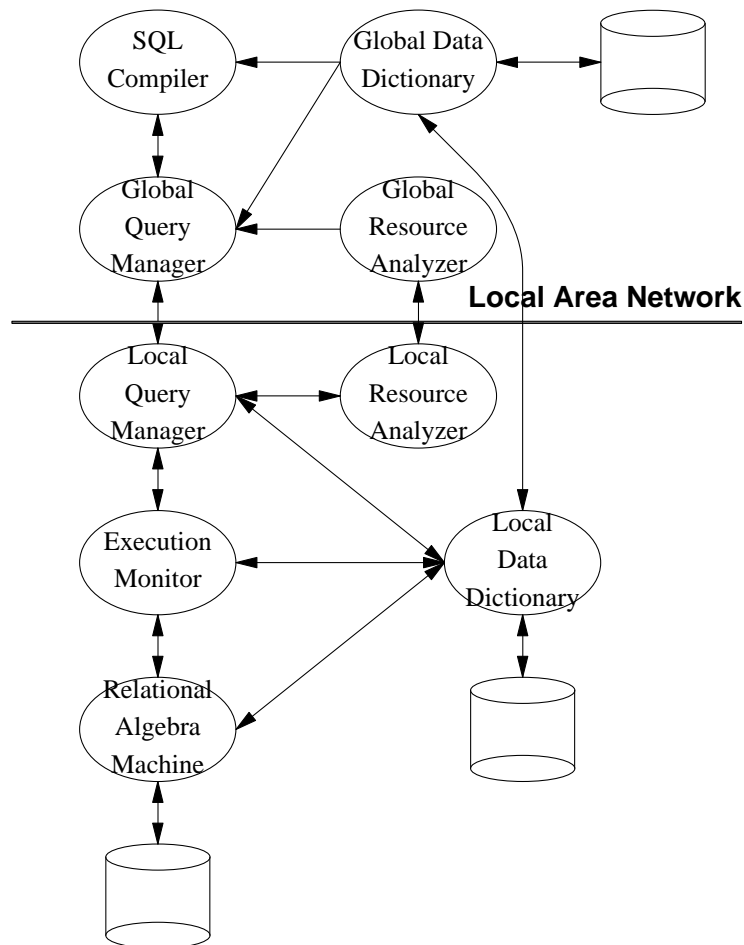 SQL
Compiler
Global Data
Dictionary
Global
Query
Manager
Global
Resource
Analyzer
Local Area Network
Local
Query
Manager
Local
Resource
Analyzer
Execution
Monitor
Local
Data
Dictionary
Relational
Algebra
Machine